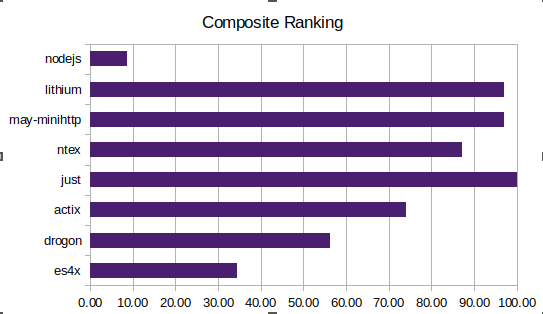 Composite Ranking
nodejs
lithium
may-minihttp
ntex
just
actix
drogon
es4x
0.00 10.00 20.00 30.00 40.00 50.00 60.00 70.00 80.00 90.00 100.00